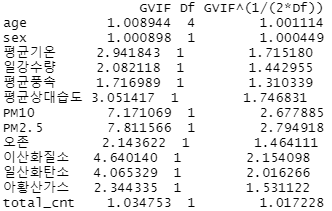 GVIF Df GVIF^(1/(2*Df))
age 1.008944 4 1.001114
sex 1.000898 1 1.000449
평균기온 2.941843 1 1.715180
일강수량 2.082118 1 1.442955
평균풍속 1.716989 1 1.310339
평균상대습도 3.051417 1 1.746831
PM10 7.171069 1 2.677885
PM2.5 7.811566 1 2.794918
오존 2.143622 1 1.464111
이산화질소 4.640140 1 2.154098
일산화탄소 4.065329 1 2.016266
아황산가스 2.344335 1 1.531122
total_cnt 1.034753 1 1.017228